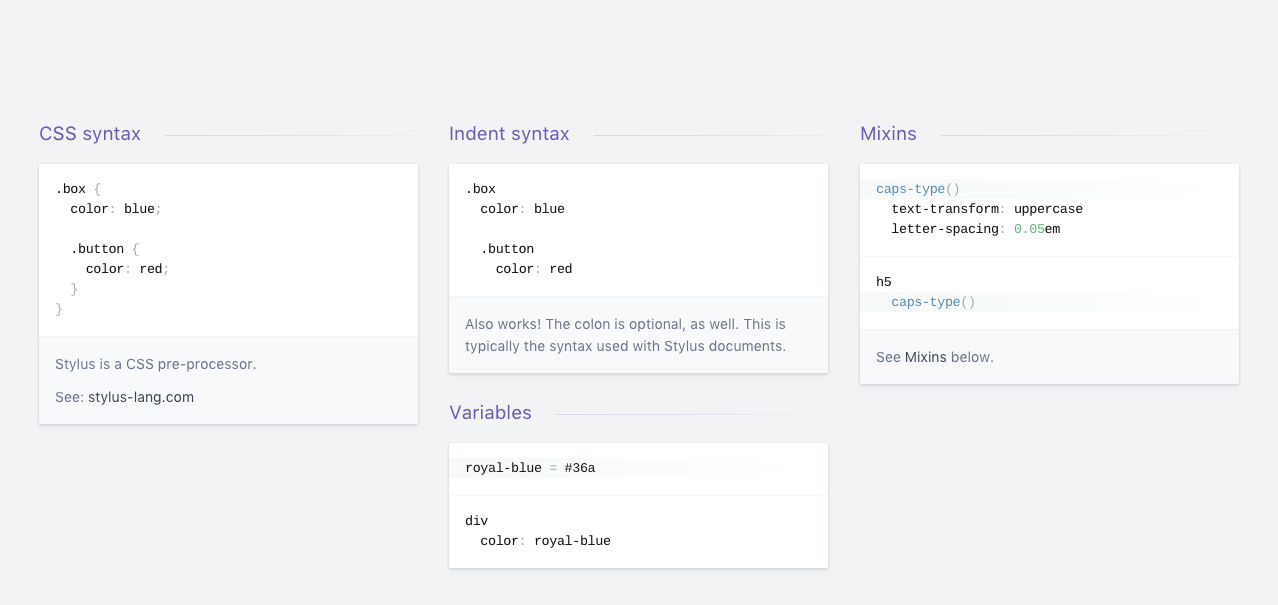 CSS syntax
.box {
  color: blue;

  .button {
    color: red;
  }
}
Stylus is a CSS pre-processor.
See: stylus-lang.com
Indent syntax
.box
  color: blue

  .button
    color: red
Also works! The colon is optional, as well. This is
typically the syntax used with Stylus documents.
Variables
royal-blue = #36a
div
  color: royal-blue
Mixins
caps-type()
  text-transform: uppercase
  letter-spacing: 0.05em
h5
  caps-type()
See Mixins below.